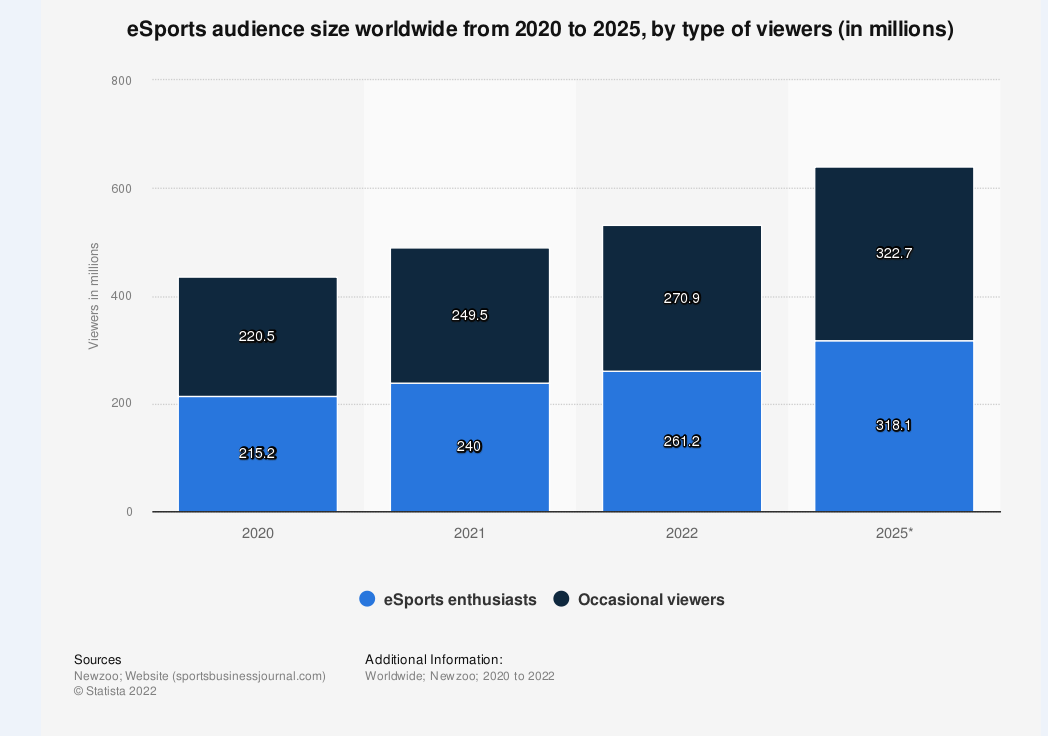 eSports audience size worldwide from 2020 to 2025, by type of viewers (in millions)
Viewers in millions
800
600
400
200
0
220.5
215.2
249.5
240
270.9
261.2
322.7
318.1
2020
2021
2022
2025*
eSports enthusiasts
Occasional viewers
Sources
Newzoo; Website (sportsbusinessjournal.com)
© Statista 2022
Additional Information:
Worldwide; Newzoo; 2020 to 2022